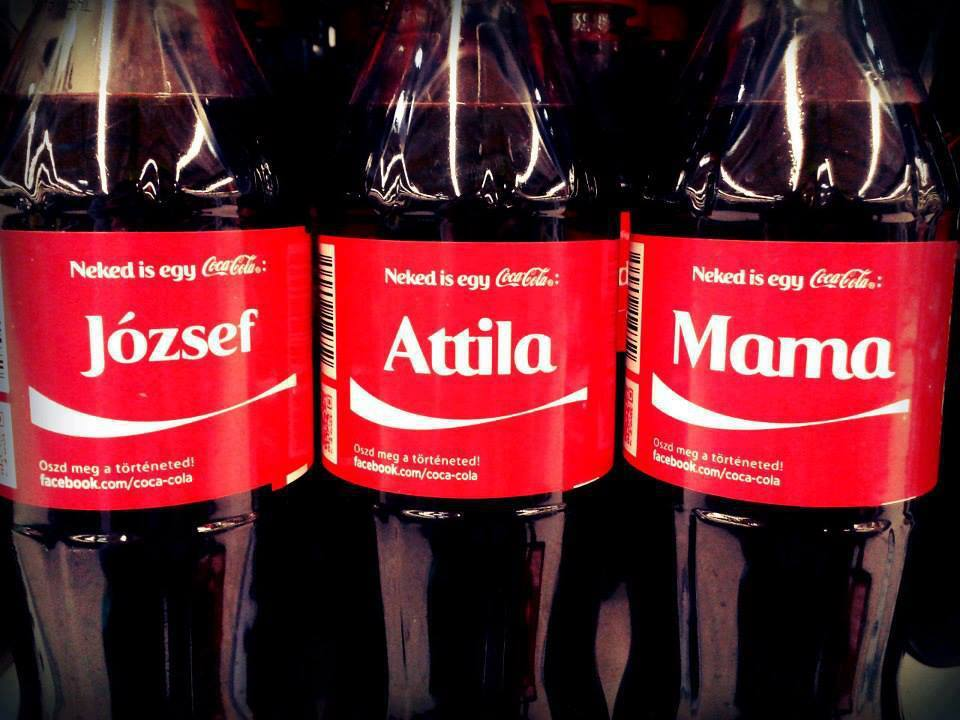 Neked is egy Coca-Cola®:
József
Oszd meg a történeted!
facebook.com/coca-cola
Neked is egy Coca-Cola®:
Attila
Oszd meg a történeted!
facebook.com/coca-cola
Neked is egy Coca-Cola®:
Mama
Oszd meg a történeted!
facebook.com/coca-cola